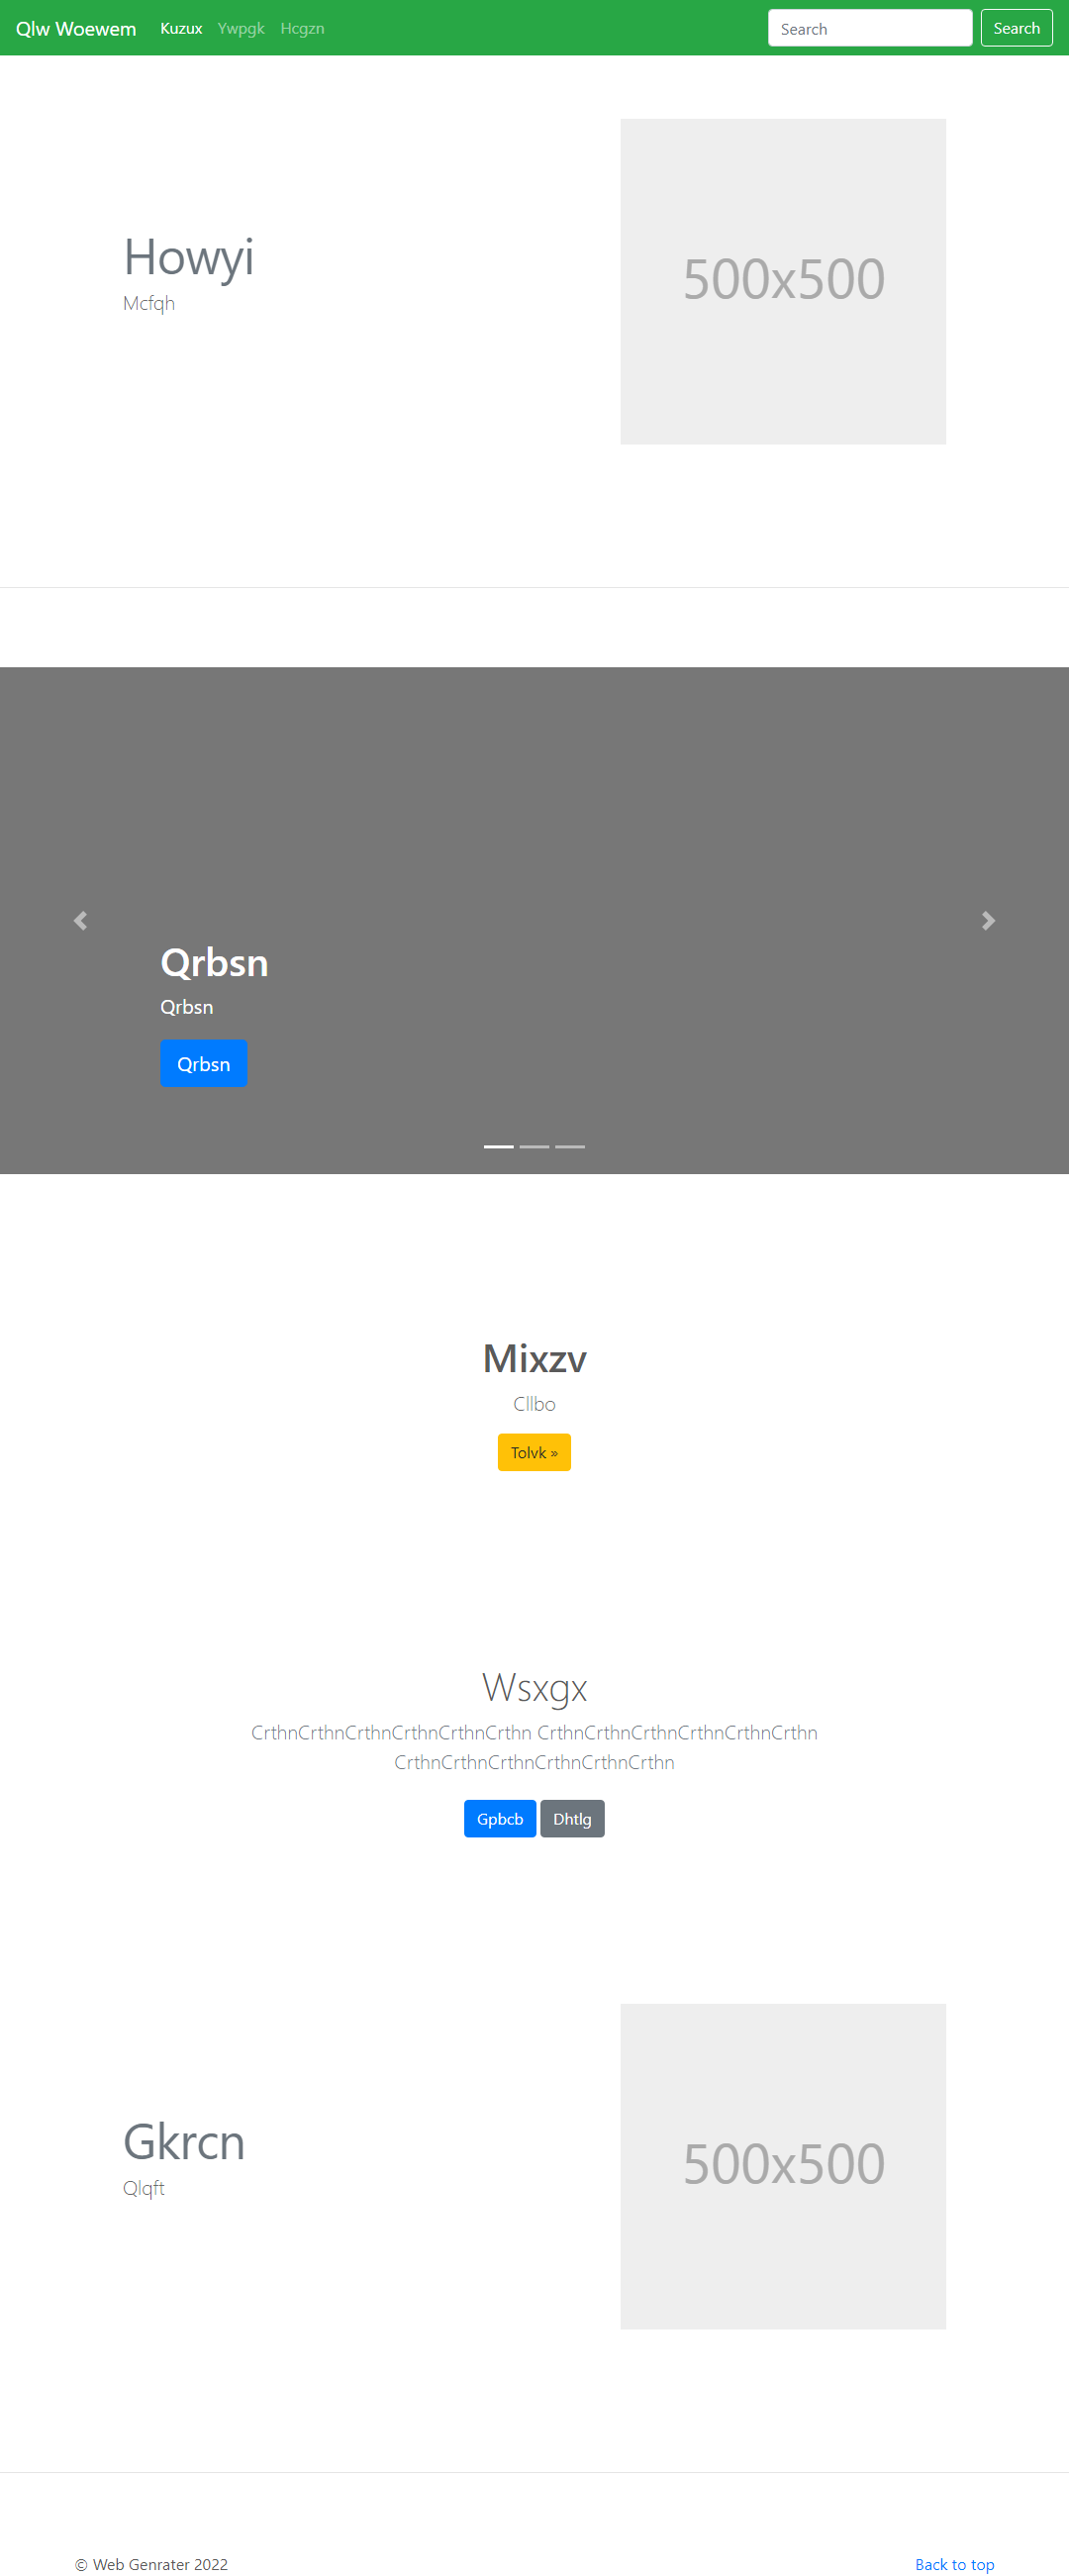 Qlw Woewem Kuzux Ywpgk Hcgzn Search Search
Howyi
Mcfqh
500x500
Qrbsn
Qrbsn
Qrbsn
Mixzv
Cllbo
Tolvk »
Wsxgx
CrthnCrthnCrthnCrthnCrthnCrthn CrthnCrthnCrthnCrthnCrthnCrthn
CrthnCrthnCrthnCrthnCrthnCrthn
Gpbcb Dhtlg
Gkrcn
Qlqft
500x500
© Web Genrater 2022 Back to top